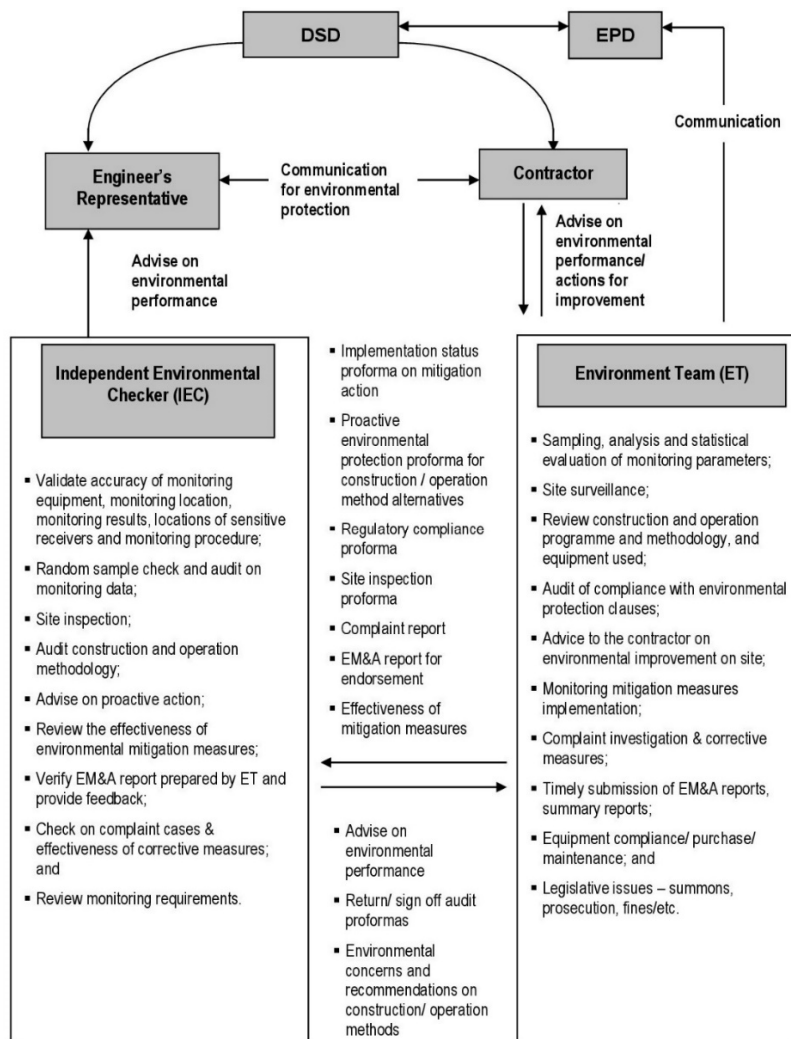 DSD
EPD
Communication
Engineer's
Representative
Communication
for environmental
protection
Contractor
Advise on
environmental
performance
Advise on
environmental
performance/
actions for
improvement
Independent Environmental
Checker (IEC)
▪ Validate accuracy of monitoring
equipment, monitoring location,
monitoring results, locations of sensitive
receivers and monitoring procedure;
▪ Random sample check and audit on
monitoring data;
▪ Site inspection;
▪ Audit construction and operation
methodology;
▪ Advise on proactive action;
▪ Review the effectiveness of
environmental mitigation measures;
▪ Verify EM&A report prepared by ET and
provide feedback;
▪ Check on complaint cases &
effectiveness of corrective measures;
and
▪ Review monitoring requirements.
▪ Implementation status
proforma on mitigation
action
▪ Proactive
environmental
protection proforma for
construction / operation
method alternatives
▪ Regulatory compliance
proforma
▪ Site inspection
proforma
▪ Complaint report
▪ EM&A report for
endorsement
▪ Effectiveness of
mitigation measures
▪ Advise on
environmental
performance
▪ Return/ sign off audit
proformas
▪ Environmental
concerns and
recommendations on
construction/ operation
methods
Environment Team (ET)
▪ Sampling, analysis and statistical
evaluation of monitoring parameters;
▪ Site surveillance;
▪ Review construction and operation
programme and methodology, and
equipment used;
▪ Audit of compliance with environmental
protection clauses;
▪ Advice to the contractor on
environmental improvement on site;
▪ Monitoring mitigation measures
implementation;
▪ Complaint investigation & corrective
measures;
▪ Timely submission of EM&A reports,
summary reports;
▪ Equipment compliance/ purchase/
maintenance; and
▪ Legislative issues – summons,
prosecution, fines/etc.